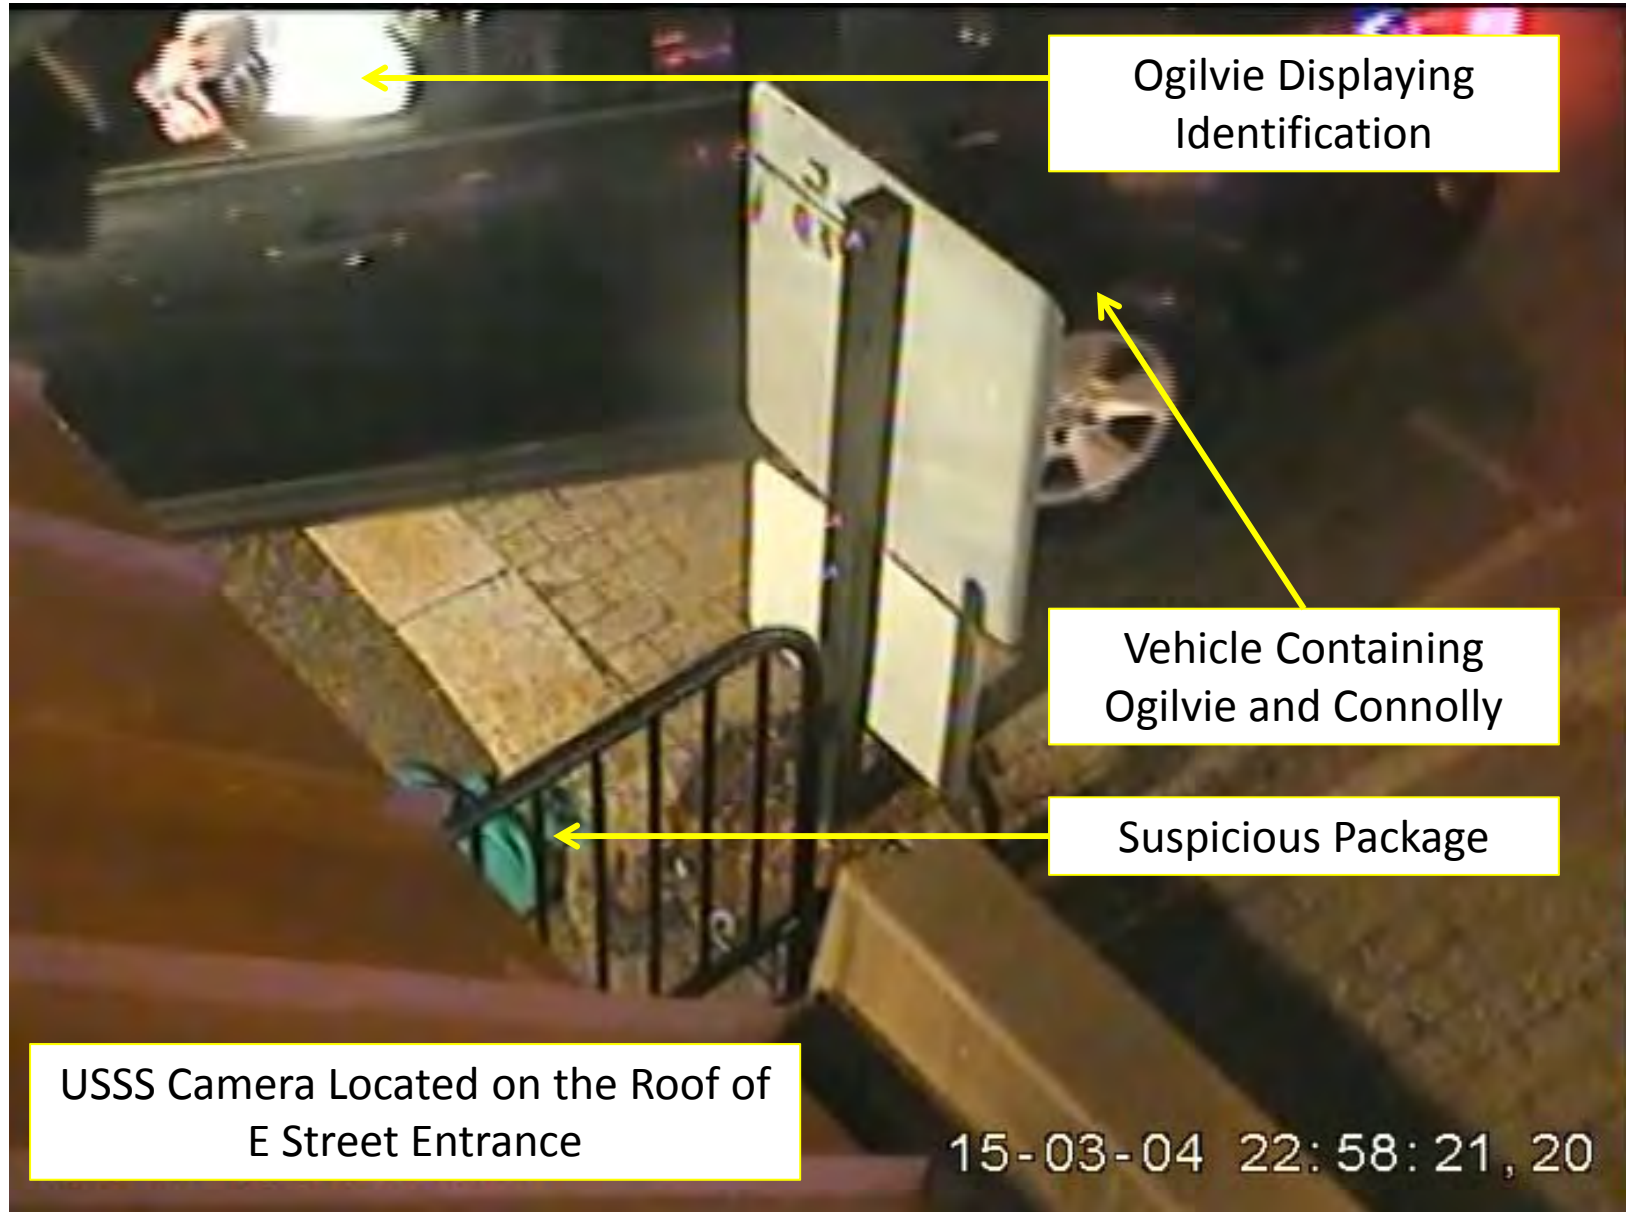 Ogilvie Displaying
Identification
Vehicle Containing
Ogilvie and Connolly
Suspicious Package
USSS Camera Located on the Roof of
E Street Entrance
15-03-04 22:58:21,20